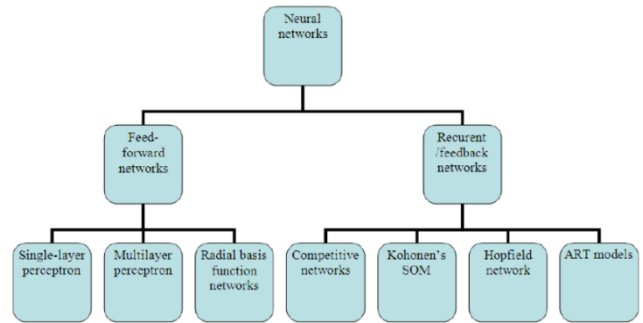 Neural
networks
Feed-
forward
networks
Recurent
/feedback
networks
Single-layer
perceptron
Multilayer
perceptron
Radial basis
function
networks
Competitive
networks
Kohonen's
SOM
Hopfield
network
ART models